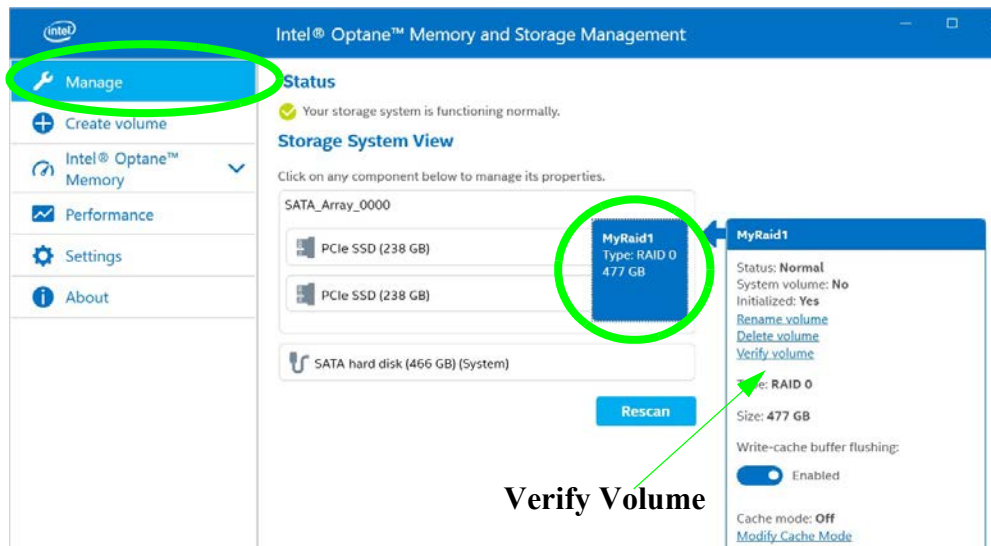 intel
Intel® Optane™ Memory and Storage Management
Manage
Create volume
Intel® Optane™
Memory
Performance
Settings
About
Status
Your storage system is functioning normally.
Storage System View
Click on any component below to manage its properties.
SATA_Array_0000
PCIe SSD (238 GB)
PCIe SSD (238 GB)
MyRaid1
Type: RAID 0
477 GB
SATA hard disk (466 GB) (System)
Rescan
MyRaid1
Status: Normal
System volume: No
Initialized: Yes
Rename volume
Delete volume
Verify volume
Type: RAID 0
Size: 477 GB
Write-cache buffer flushing:
Enabled
Cache mode: Off
Modify Cache Mode
Verify Volume